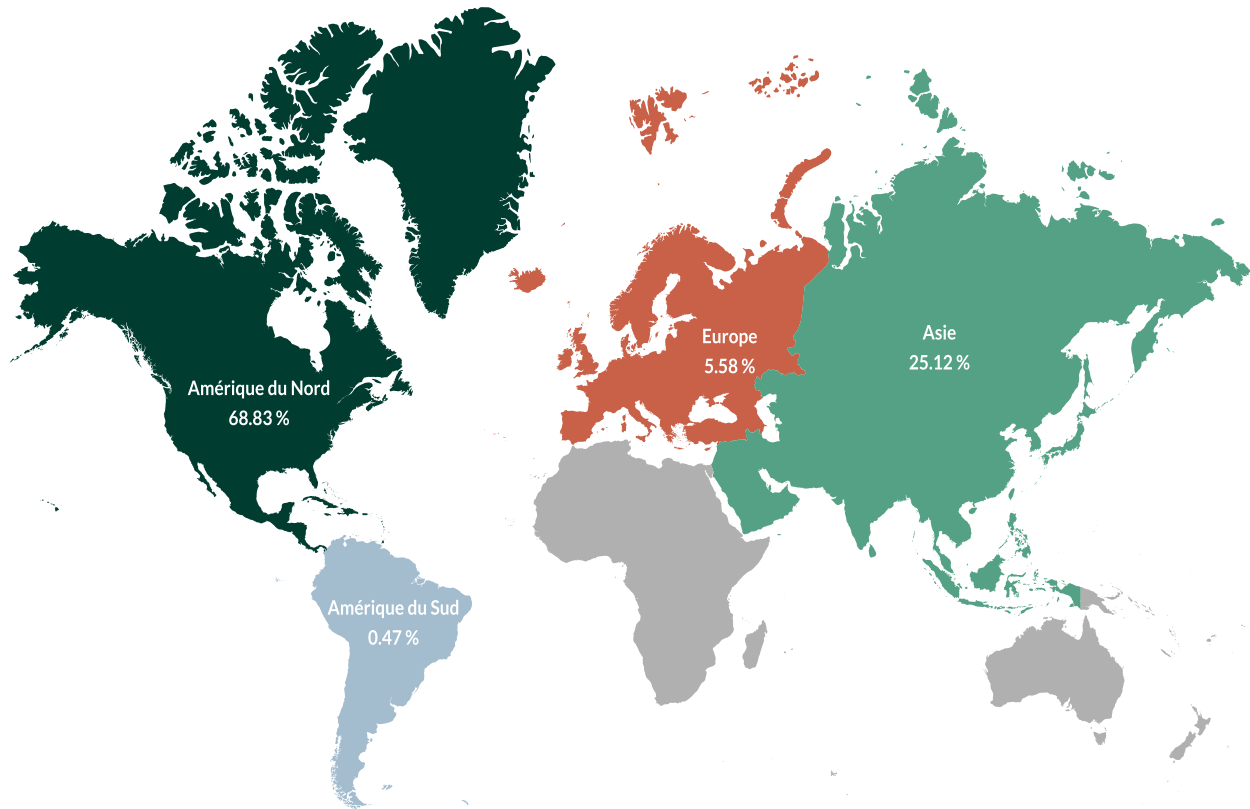 Europe
5.58 %
Asie
25.12 %
Amérique du Nord
68.83 %
Amérique du Sud
0.47 %